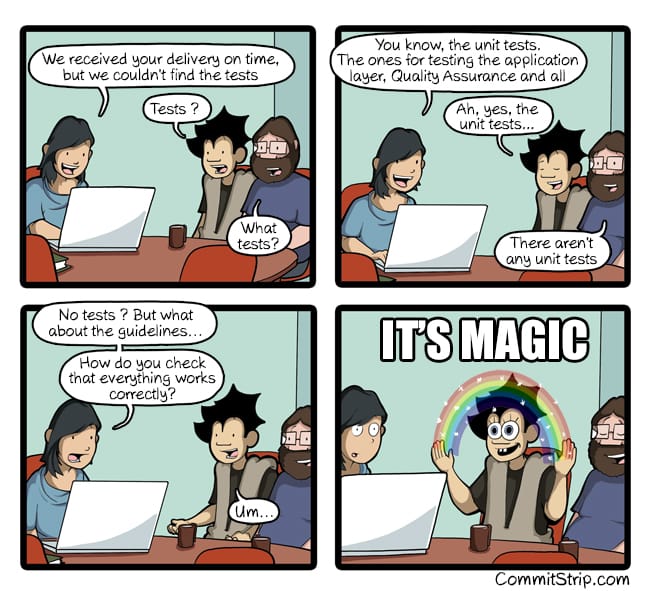 We received your delivery on time,
but we couldn't find the tests
Tests ?
What
tests?
You know, the unit tests.
The ones for testing the application
layer, Quality Assurance and all
Ah, yes, the
unit tests...
There aren't
any unit tests
No tests ? But what
about the guidelines...
How do you check
that everything works
correctly?
Um...
IT'S MAGIC
CommitStrip.com